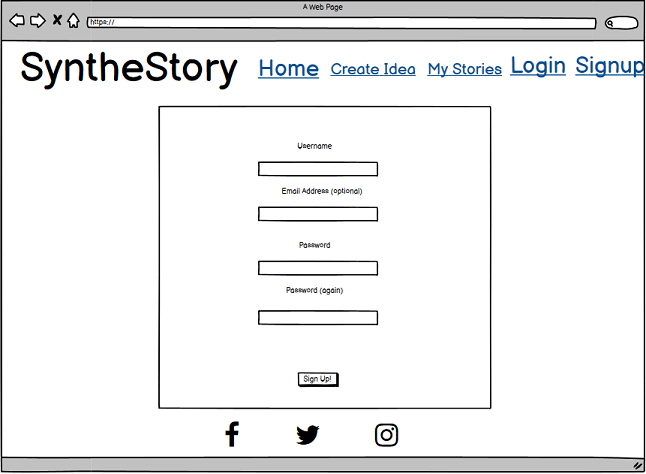 A Web Page
https://
SyntheStory Home Create Idea My Stories Login Signup
Username
Email Address (optional)
Password
Password (again)
Sign Up!